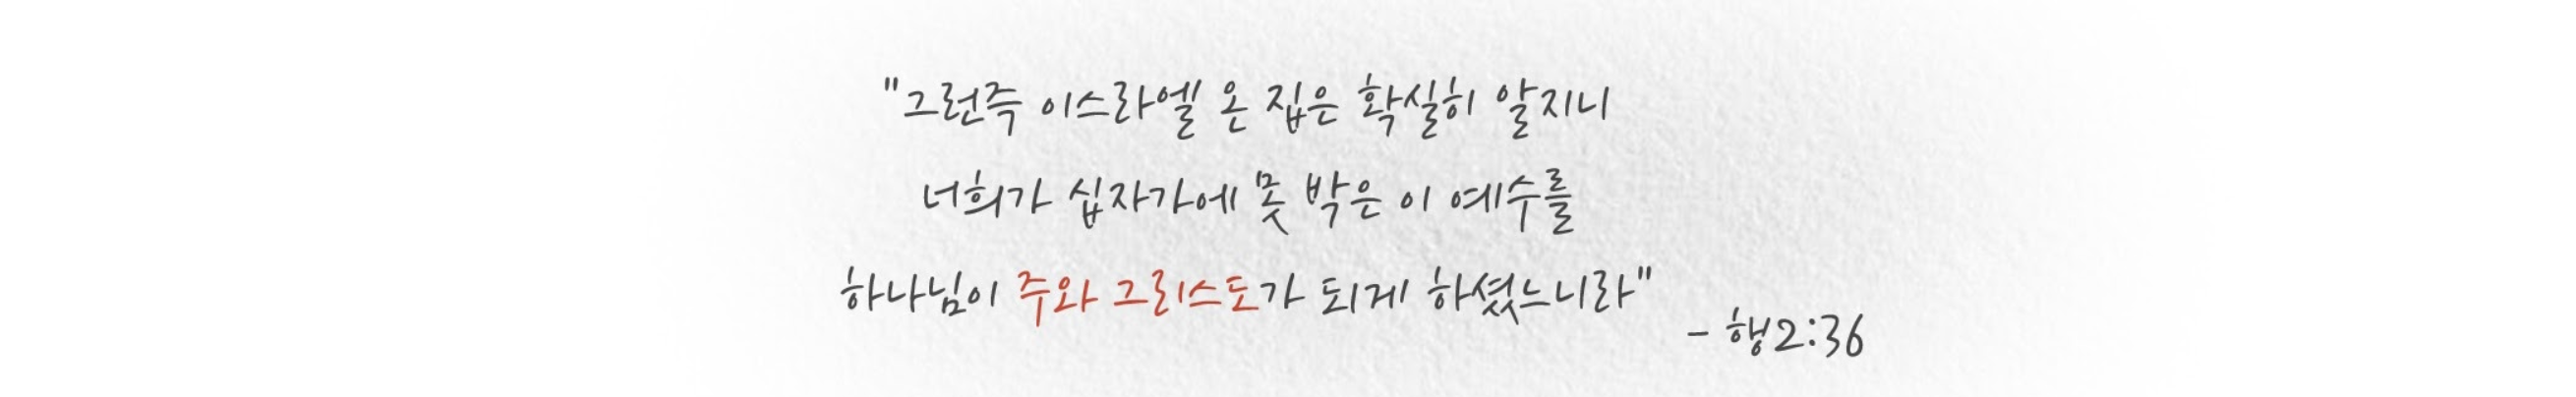 "그런즉 이스라엘 온 집은 확실히 알지니
너희가 십자가에 못 박은 이 예수를
하나님이 주와 그리스도가 되게 하셨느니라"
- 행2:36